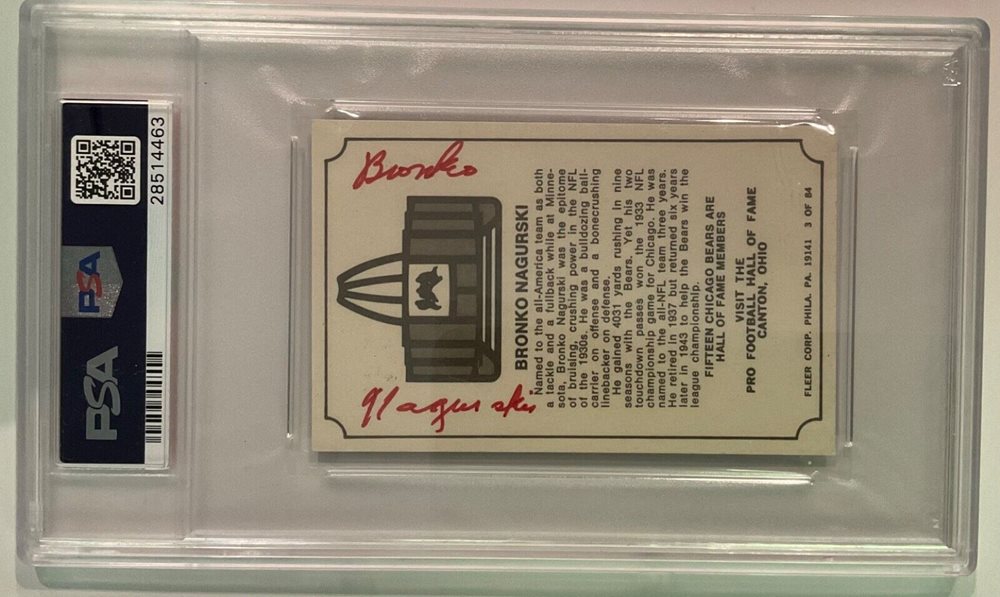 PSA
PSA
28514463
Bronko
Nagurski
BRONKO NAGURSKI
Named to the all-America team as both
a tackle and a fullback while at Minne-
sota, Bronko Nagurski was the epitome
of bruising, crushing power in the NFL
of the 1930s. He was a bulldozing ball-
carrier on offense and a bonecrushing
linebacker on defense.
He gained 4031 yards rushing in nine
seasons with the Bears. Yet his two
touchdown passes won the 1933 NFL
championship game for Chicago. He was
named to the all-NFL team three years.
He retired in 1937 but returned six years
later in 1943 to help the Bears win the
league championship.
FIFTEEN CHICAGO BEARS ARE
HALL OF FAME MEMBERS
VISIT THE
PRO FOOTBALL HALL OF FAME
CANTON, OHIO
FLEER CORP. PHILA. PA. 19141 3 OF 84